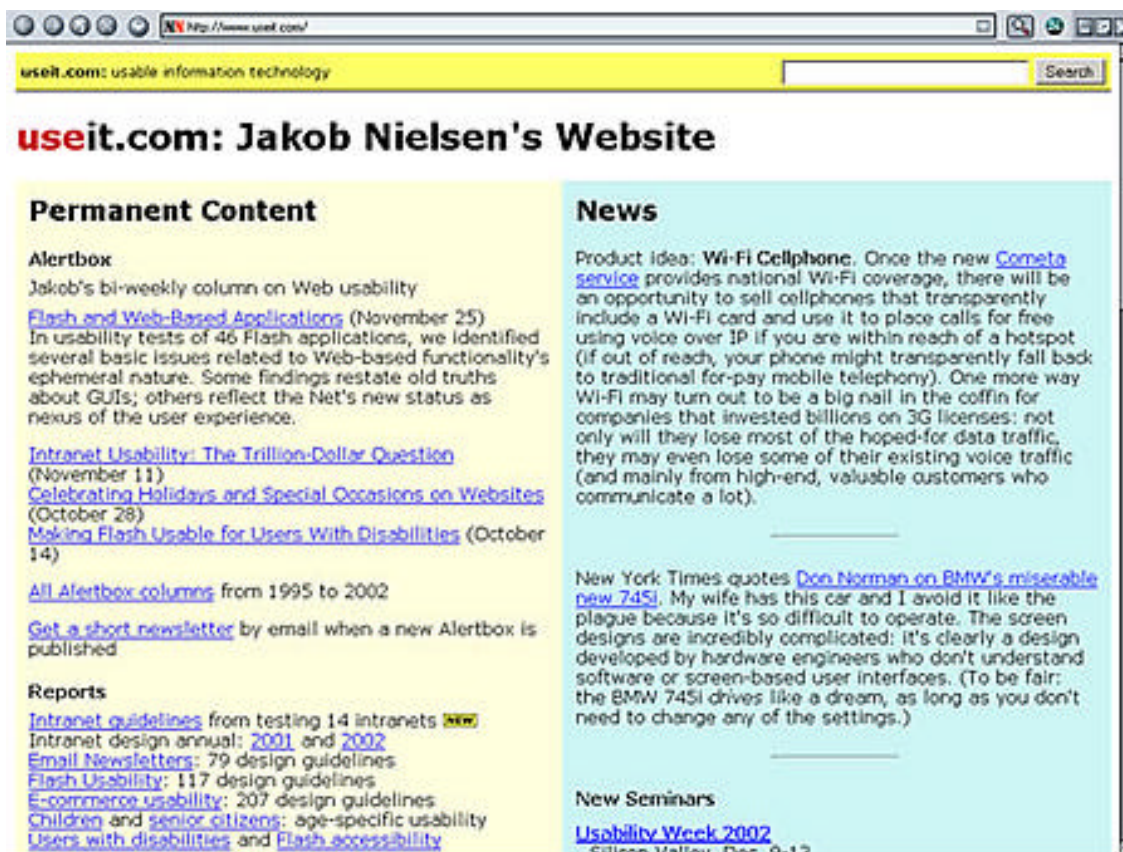 http://www.useit.com/
useit.com: usable information technology
Search
useit.com: Jakob Nielsen's Website
Permanent Content
Alertbox
Jakob's bi-weekly column on Web usability
Flash and Web-Based Applications (November 25)
In usability tests of 46 Flash applications, we identified
several basic issues related to Web-based functionality's
ephemeral nature. Some findings restate old truths
about GUIs; others reflect the Net's new status as
nexus of the user experience.
Intranet Usability: The Trillion-Dollar Question
(November 11)
Celebrating Holidays and Special Occasions on Websites
(October 28)
Making Flash Usable for Users With Disabilities (October
14)
All Alertbox columns from 1995 to 2002
Get a short newsletter by email when a new Alertbox is
published
Reports
Intranet guidelines from testing 14 intranets NEW
Intranet design annual: 2001 and 2002
Email Newsletters: 79 design guidelines
Flash Usability: 117 design guidelines
E-commerce usability: 207 design guidelines
Children and senior citizens: age-specific usability
Users with disabilities and Flash accessibility
News
Product idea: Wi-Fi Cellphone. Once the new Cometa
service provides national Wi-Fi coverage, there will be
an opportunity to sell cellphones that transparently
include a Wi-Fi card and use it to place calls for free
using voice over IP if you are within reach of a hotspot
(if out of reach, your phone might transparently fall back
to traditional for-pay mobile telephony). One more way
Wi-Fi may turn out to be a big nail in the coffin for
companies that invested billions on 3G licenses: not
only will they lose most of the hoped-for data traffic,
they may even lose some of their existing voice traffic
(and mainly from high-end, valuable customers who
communicate a lot).
New York Times quotes Don Norman on BMW's miserable
new 745i. My wife has this car and I avoid it like the
plague because it's so difficult to operate. The screen
designs are incredibly complicated: it's clearly a design
developed by hardware engineers who don't understand
software or screen-based user interfaces. (To be fair:
the BMW 745i drives like a dream, as long as you don't
need to change any of the settings.)
New Seminars
Usability Week 2002
Silicon Valley, Dec. 9-13